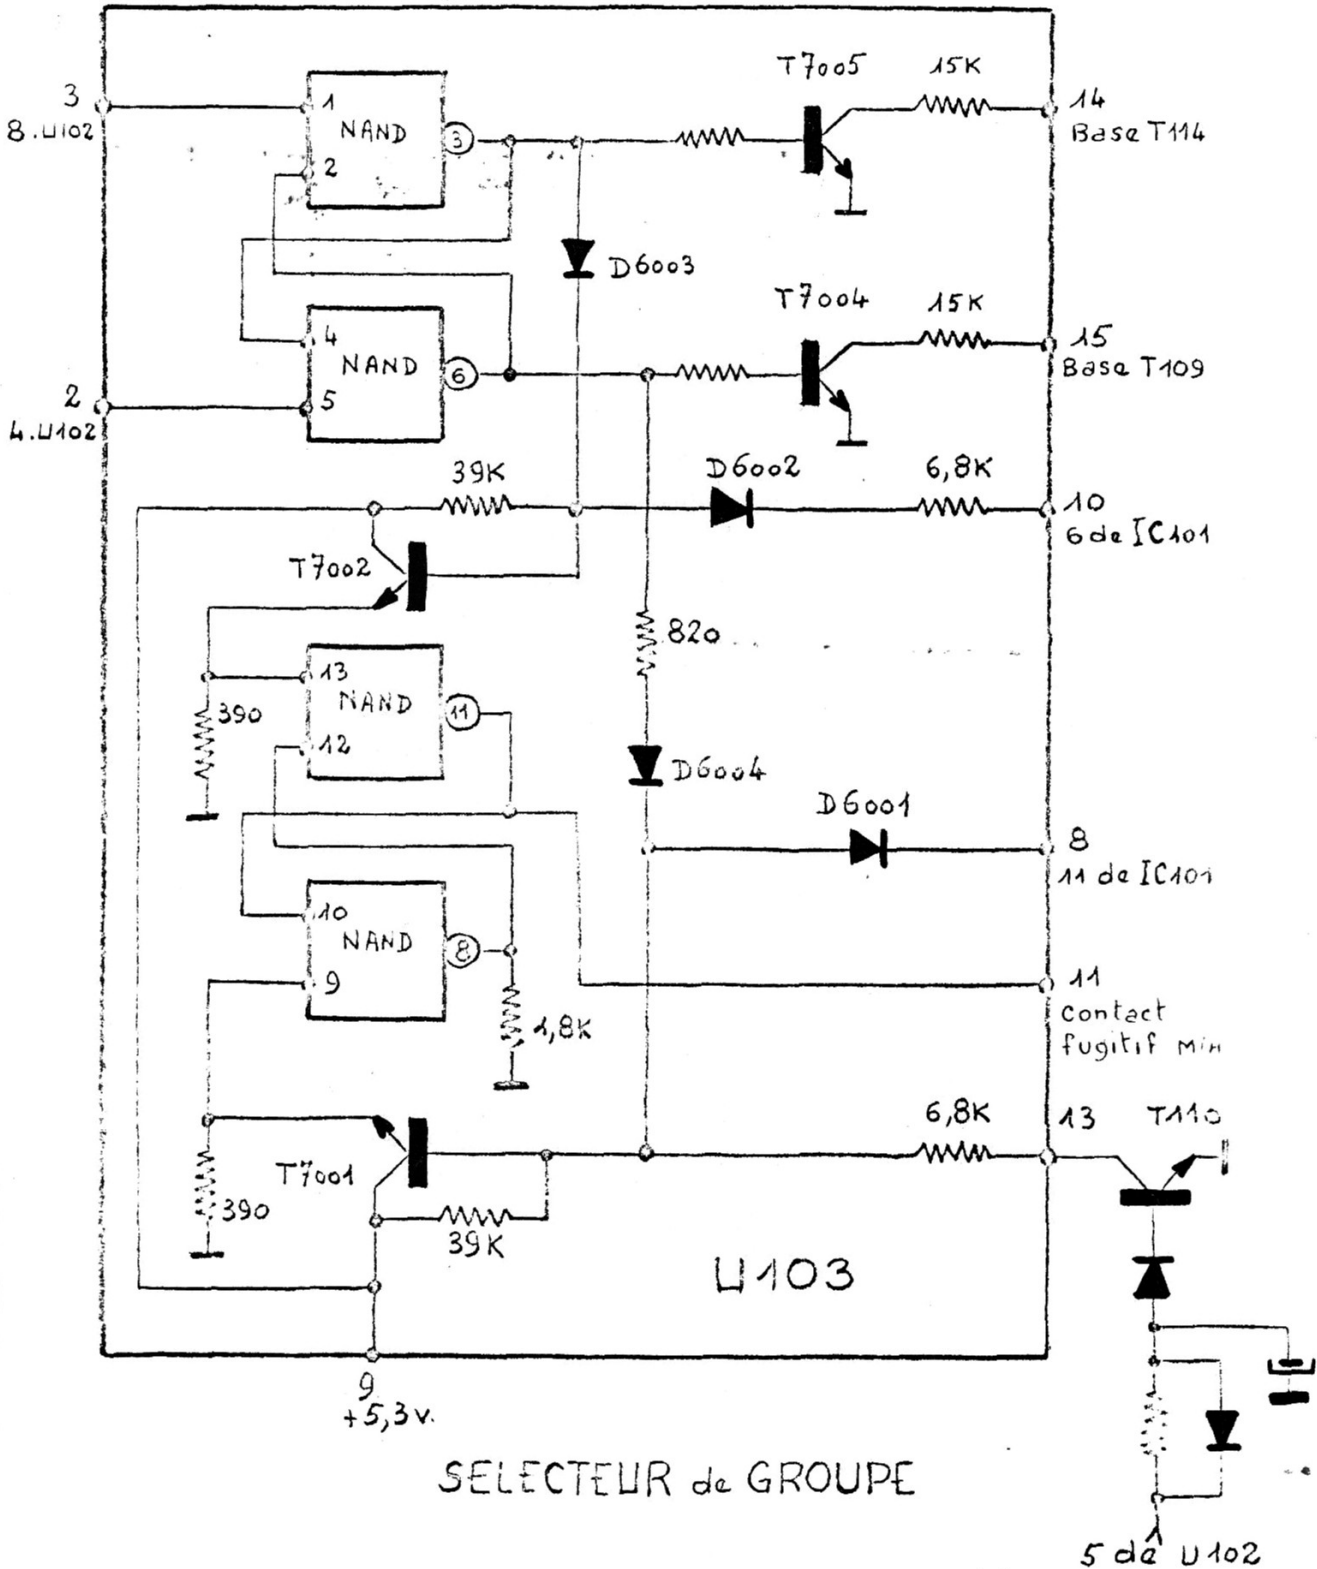 T7005
15K
3
8.U102
1
NAND
3
2
14
Base T114
D6003
T7004
15K
4
NAND
6
5
15
Base T109
2
4.U102
39K
D6002
6,8K
10
6 de IC101
T7002
820
13
NAND
11
12
390
D6004
D6001
8
11 de IC101
10
NAND
8
9
1,8K
11
contact
fugitif Min
6,8K
13
T110
T7001
390
39K
U103
9
+5,3v.
SELECTEUR de GROUPE
5 de U102